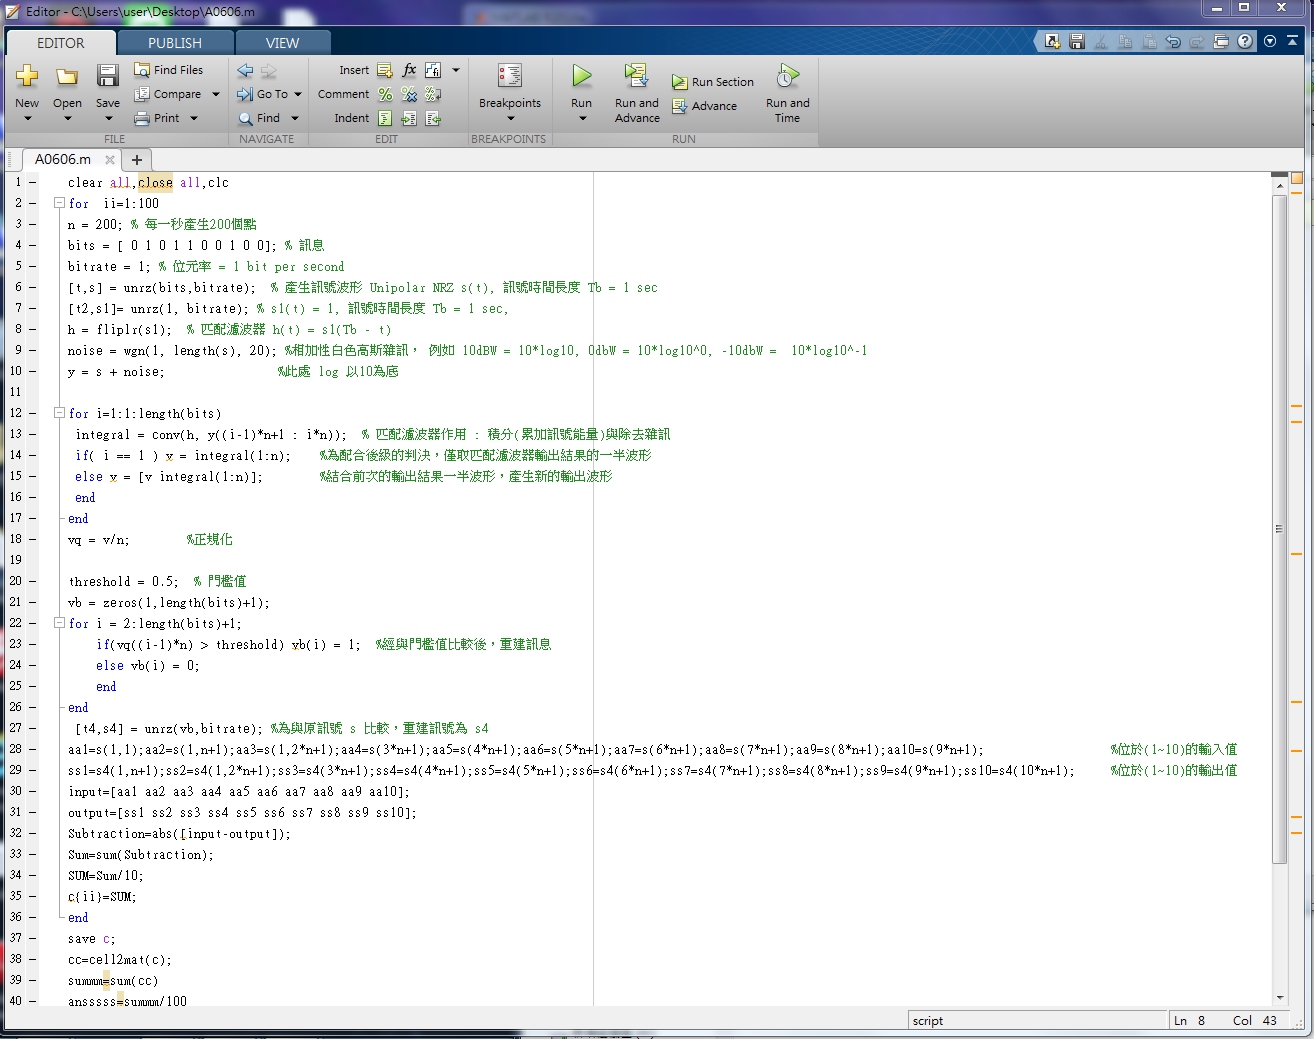 Editor - C:\Users\user\Desktop\A0606.m
EDITOR PUBLISH VIEW
New Open Save Find Files Compare Print FILE
Go To Find NAVIGATE
Insert fx Comment Indent EDIT
Breakpoints BREAKPOINTS
Run Run and Advance Run Section Advance Run and Time RUN
A0606.m
1 clear all,close all,clc
2 for ii=1:100
3 n = 200; % 每一秒產生200個點
4 bits = [ 0 1 0 1 1 0 0 1 0 0]; % 訊息
5 bitrate = 1; % 位元率 = 1 bit per second
6 [t,s] = unrz(bits,bitrate); % 產生訊號波形 Unipolar NRZ s(t), 訊號時間長度 Tb = 1 sec
7 [t2,s1]= unrz(1, bitrate); % s1(t) = 1, 訊號時間長度 Tb = 1 sec,
8 h = fliplr(s1); % 匹配濾波器 h(t) = s1(Tb - t)
9 noise = wgn(1, length(s), 20); %相加性白色高斯雜訊， 例如 10dBW = 10*log10, 0dbW = 10*log10^0, -10dbW = 10*log10^-1
10 y = s + noise; %此處 log 以10為底
11
12 for i=1:1:length(bits)
13 integral = conv(h, y((i-1)*n+1 : i*n)); % 匹配濾波器作用 : 積分(累加訊號能量)與除去雜訊
14 if( i == 1 ) v = integral(1:n); %為配合後級的判決，僅取匹配濾波器輸出結果的一半波形
15 else v = [v integral(1:n)]; %結合前次的輸出結果一半波形，產生新的輸出波形
16 end
17 end
18 vq = v/n; %正規化
19
20 threshold = 0.5; % 門檻值
21 vb = zeros(1,length(bits)+1);
22 for i = 2:length(bits)+1;
23 if(vq((i-1)*n) > threshold) vb(i) = 1; %經與門檻值比較後，重建訊息
24 else vb(i) = 0;
25 end
26 end
27 [t4,s4] = unrz(vb,bitrate); %為與原訊號 s 比較，重建訊號為 s4
28 aa1=s(1,1);aa2=s(1,n+1);aa3=s(1,2*n+1);aa4=s(3*n+1);aa5=s(4*n+1);aa6=s(5*n+1);aa7=s(6*n+1);aa8=s(7*n+1);aa9=s(8*n+1);aa10=s(9*n+1); %位於(1~10)的輸入值
29 ss1=s4(1,n+1);ss2=s4(1,2*n+1);ss3=s4(3*n+1);ss4=s4(4*n+1);ss5=s4(5*n+1);ss6=s4(6*n+1);ss7=s4(7*n+1);ss8=s4(8*n+1);ss9=s4(9*n+1);ss10=s4(10*n+1); %位於(1~10)的輸出值
30 input=[aa1 aa2 aa3 aa4 aa5 aa6 aa7 aa8 aa9 aa10];
31 output=[ss1 ss2 ss3 ss4 ss5 ss6 ss7 ss8 ss9 ss10];
32 Subtraction=abs([input-output]);
33 Sum=sum(Subtraction);
34 SUM=Sum/10;
35 c{ii}=SUM;
36 end
37 save c;
38 cc=cell2mat(c);
39 summm=sum(cc)
40 ansssss=summm/100
script Ln 8 Col 43